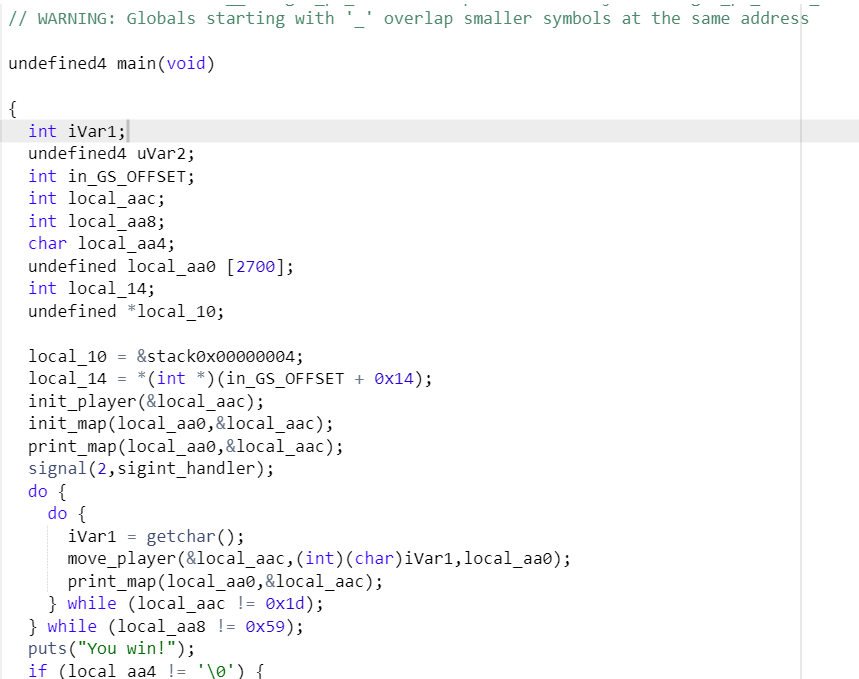 // WARNING: Globals starting with '_' overlap smaller symbols at the same address
undefined4 main(void)
{
int iVar1;
undefined4 uVar2;
int in_GS_OFFSET;
int local_aac;
int local_aa8;
char local_aa4;
undefined local_aa0 [2700];
int local_14;
undefined *local_10;
local_10 = &stack0x00000004;
local_14 = *(int *)(in_GS_OFFSET + 0x14);
init_player(&local_aac);
init_map(local_aa0,&local_aac);
print_map(local_aa0,&local_aac);
signal(2,sigint_handler);
do {
do {
iVar1 = getchar();
move_player(&local_aac,(int)(char)iVar1,local_aa0);
print_map(local_aa0,&local_aac);
} while (local_aac != 0x1d);
} while (local_aa8 != 0x59);
puts("You win!");
if (local_aa4 != '\0') {